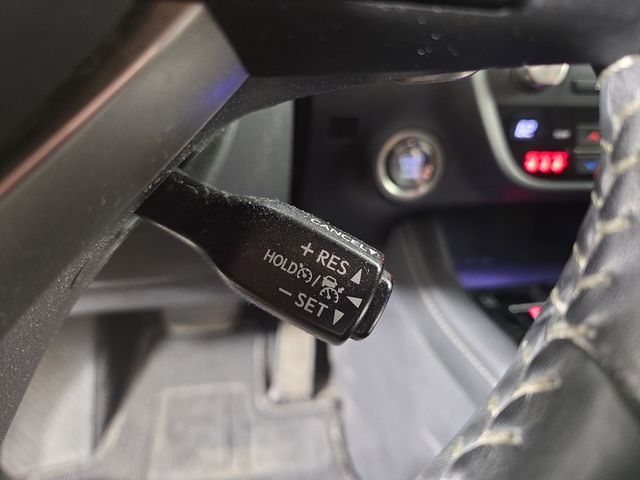 CANCEL▼
+ RES▲
HOLD /
− SET▼